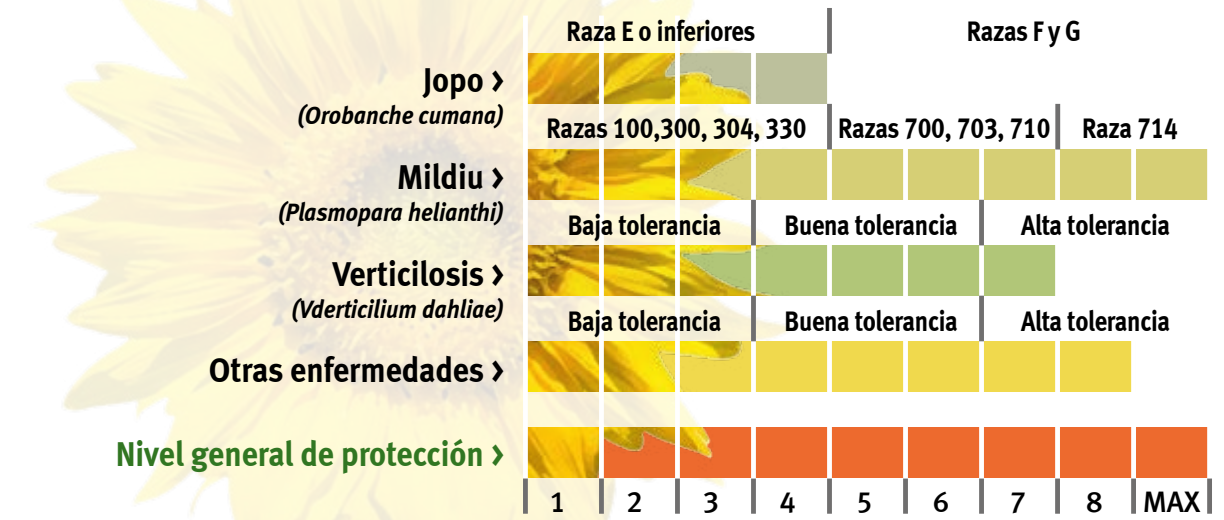 Raza E o inferiores Razas F y G
Jopo >
(Orobanche cumana)
Razas 100,300, 304, 330 Razas 700, 703, 710 Raza 714
Mildiu >
(Plasmopara helianthi)
Baja tolerancia Buena tolerancia Alta tolerancia
Verticilosis >
(Vderticilium dahliae)
Baja tolerancia Buena tolerancia Alta tolerancia
Otras enfermedades >
Nivel general de protección >
1 2 3 4 5 6 7 8 MAX